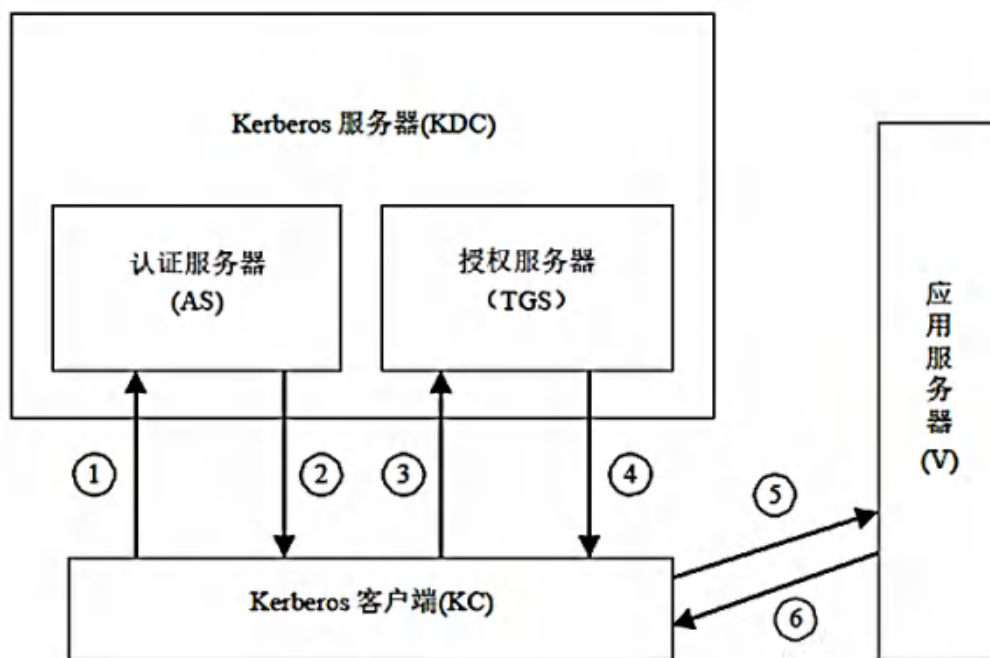 Kerberos 服务器(KDC)
认证服务器
(AS)
授权服务器
（TGS）
应
用
服
务
器
(V)
①
②
③
④
⑤
⑥
Kerberos 客户端(KC)